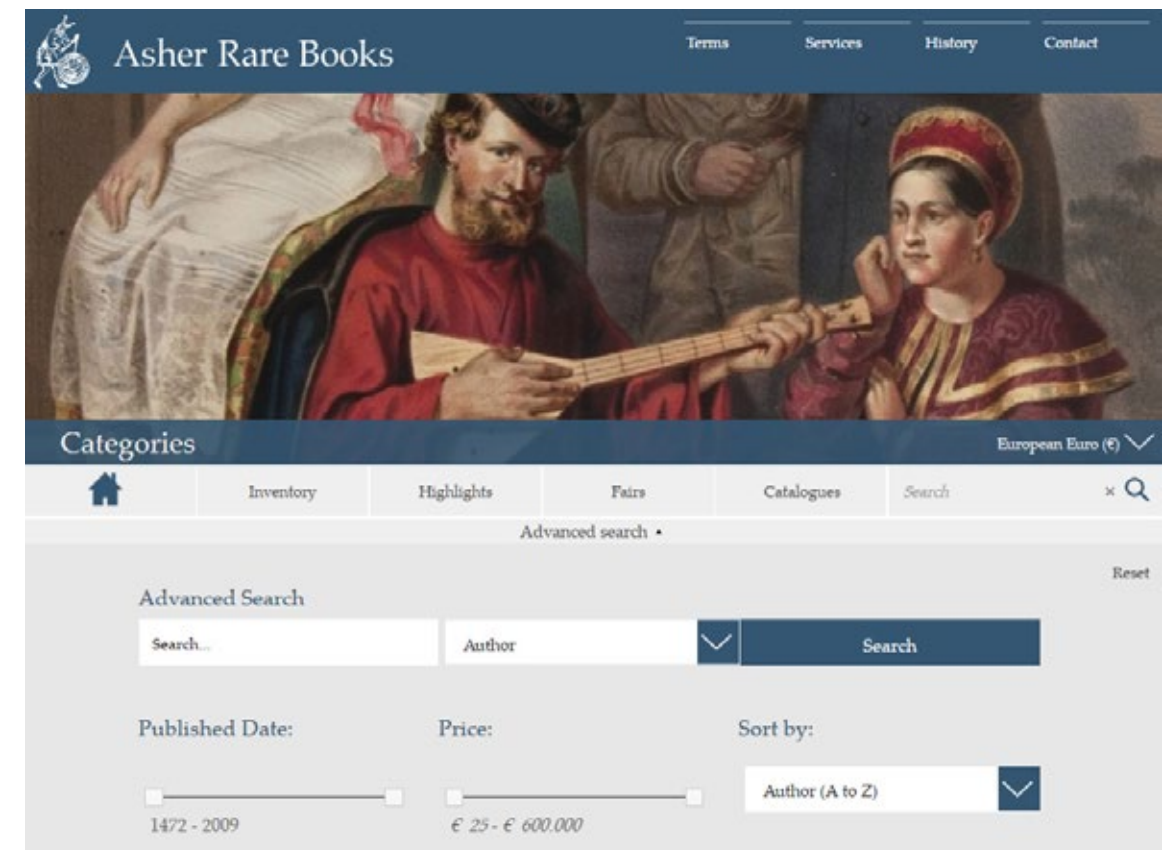 Asher Rare Books
Terms Services History Contact
Categories
European Euro (€)
Inventory Highlights Fairs Catalogues Search ×
Advanced search
Reset
Advanced Search
Search... Author Search
Published Date: Price: Sort by:
Author (A to Z)
1472 - 2009 € 25 - € 600.000